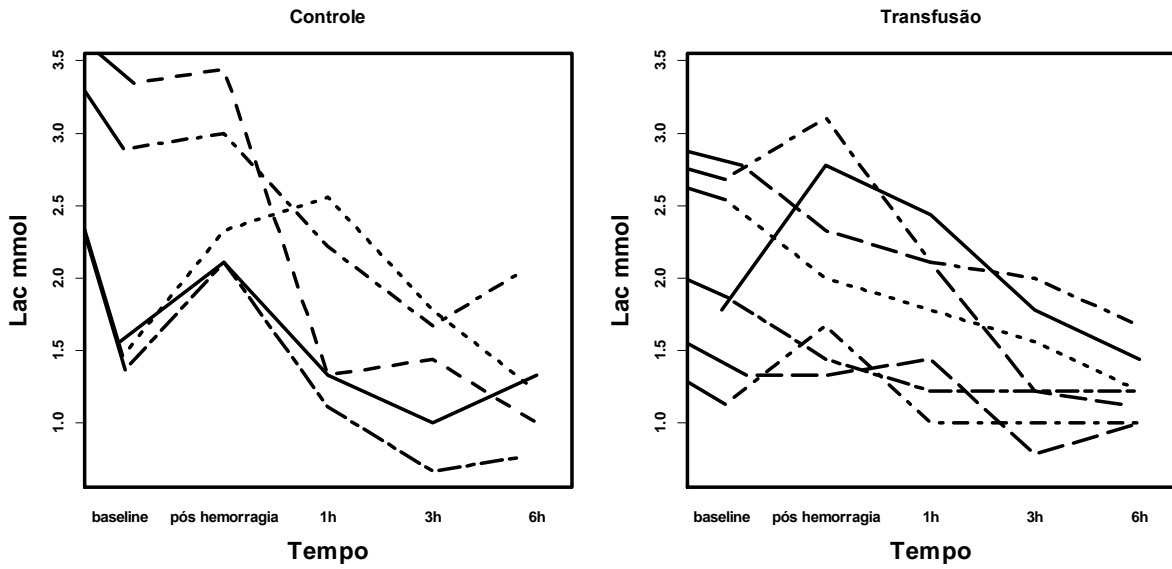 Controle
3.5
3.0
2.5
2.0
1.5
1.0
Lac mmol
baseline pós hemorragia 1h 3h 6h
Tempo
Transfusão
3.5
3.0
2.5
2.0
1.5
1.0
Lac mmol
baseline pós hemorragia 1h 3h 6h
Tempo